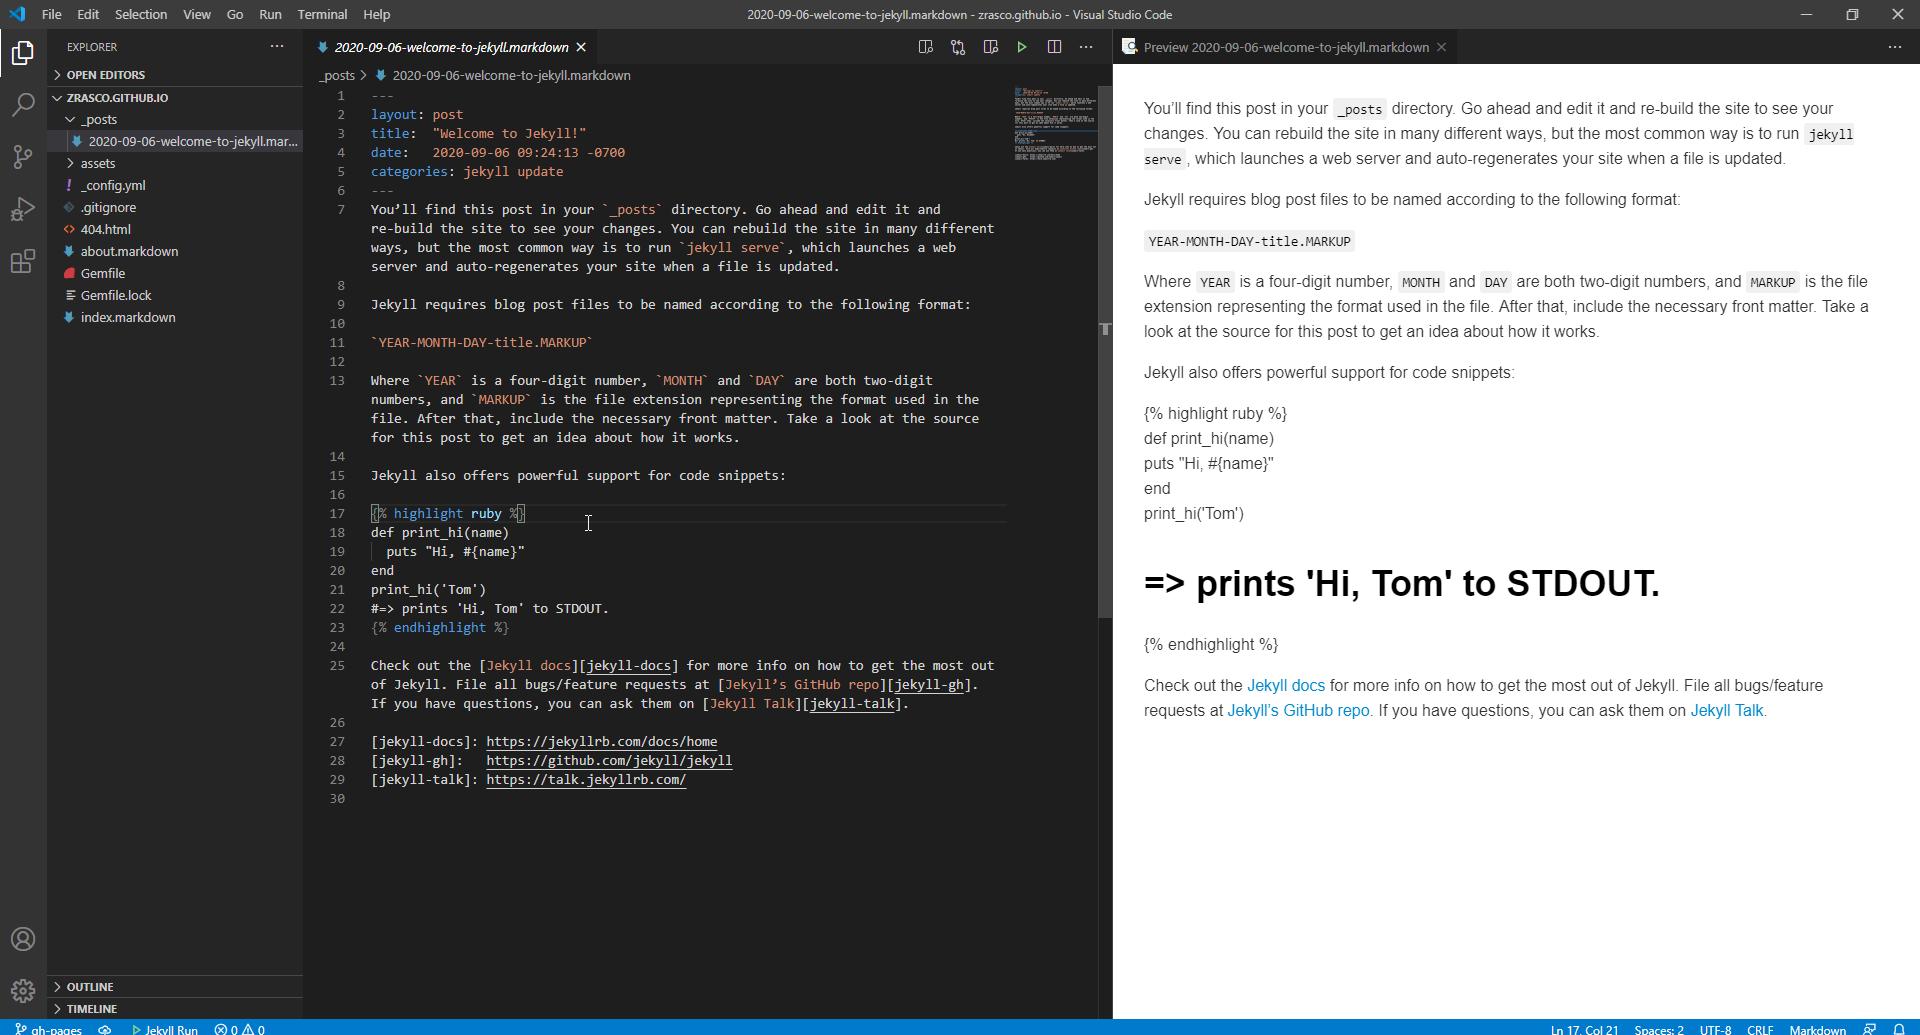 File Edit Selection View Go Run Terminal Help
2020-09-06-welcome-to-jekyll.markdown - zrasco.github.io - Visual Studio Code
EXPLORER
OPEN EDITORS
ZRASCO.GITHUB.IO
_posts
2020-09-06-welcome-to-jekyll.mar...
assets
_config.yml
.gitignore
404.html
about.markdown
Gemfile
Gemfile.lock
index.markdown
OUTLINE
TIMELINE
2020-09-06-welcome-to-jekyll.markdown
_posts > 2020-09-06-welcome-to-jekyll.markdown
1 ---
2 layout: post
3 title:  "Welcome to Jekyll!"
4 date:   2020-09-06 09:24:13 -0700
5 categories: jekyll update
6 ---
7 You’ll find this post in your `_posts` directory. Go ahead and edit it and
re-build the site to see your changes. You can rebuild the site in many different
ways, but the most common way is to run `jekyll serve`, which launches a web
server and auto-regenerates your site when a file is updated.
8
9 Jekyll requires blog post files to be named according to the following format:
10
11 `YEAR-MONTH-DAY-title.MARKUP`
12
13 Where `YEAR` is a four-digit number, `MONTH` and `DAY` are both two-digit
numbers, and `MARKUP` is the file extension representing the format used in the
file. After that, include the necessary front matter. Take a look at the source
for this post to get an idea about how it works.
14
15 Jekyll also offers powerful support for code snippets:
16
17 {% highlight ruby %}
18 def print_hi(name)
19   puts "Hi, #{name}"
20 end
21 print_hi('Tom')
22 #=> prints 'Hi, Tom' to STDOUT.
23 {% endhighlight %}
24
25 Check out the [Jekyll docs][jekyll-docs] for more info on how to get the most out
of Jekyll. File all bugs/feature requests at [Jekyll’s GitHub repo][jekyll-gh].
If you have questions, you can ask them on [Jekyll Talk][jekyll-talk].
26
27 [jekyll-docs]: https://jekyllrb.com/docs/home
28 [jekyll-gh]:   https://github.com/jekyll/jekyll
29 [jekyll-talk]: https://talk.jekyllrb.com/
30
Preview 2020-09-06-welcome-to-jekyll.markdown
You’ll find this post in your _posts directory. Go ahead and edit it and re-build the site to see your
changes. You can rebuild the site in many different ways, but the most common way is to run jekyll
serve, which launches a web server and auto-regenerates your site when a file is updated.
Jekyll requires blog post files to be named according to the following format:
YEAR-MONTH-DAY-title.MARKUP
Where YEAR is a four-digit number, MONTH and DAY are both two-digit numbers, and MARKUP is the file
extension representing the format used in the file. After that, include the necessary front matter. Take a
look at the source for this post to get an idea about how it works.
Jekyll also offers powerful support for code snippets:
{% highlight ruby %}
def print_hi(name)
puts "Hi, #{name}"
end
print_hi('Tom')
=> prints 'Hi, Tom' to STDOUT.
{% endhighlight %}
Check out the Jekyll docs for more info on how to get the most out of Jekyll. File all bugs/feature
requests at Jekyll’s GitHub repo. If you have questions, you can ask them on Jekyll Talk.
gh-pages Jekyll Run 0 0 Ln 17, Col 21 Spaces: 2 UTF-8 CRLF Markdown